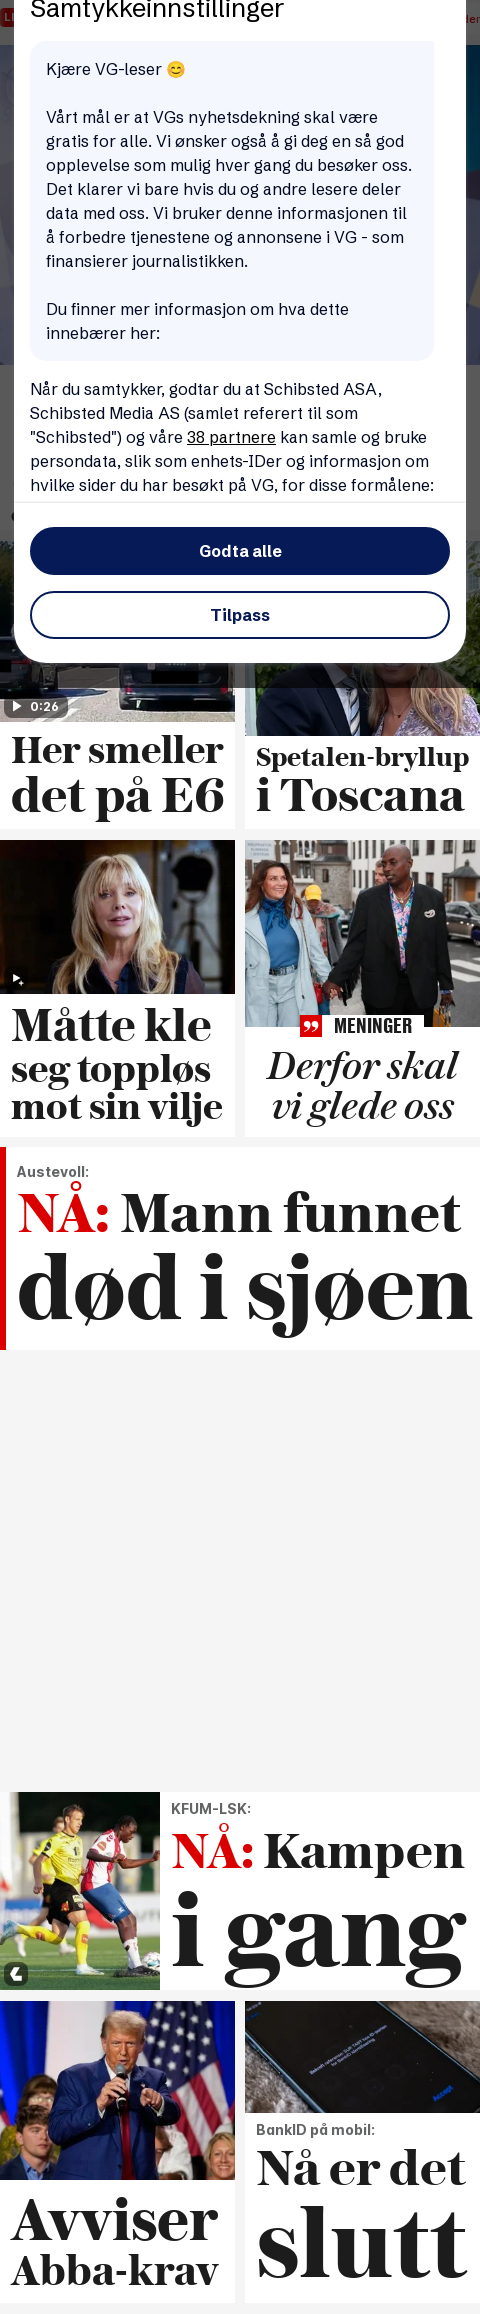 Samtykkeinnstillinger
Kjære VG-leser 😊
Vårt mål er at VGs nyhetsdekning skal være
gratis for alle. Vi ønsker også å gi deg en så god
opplevelse som mulig hver gang du besøker oss.
Det klarer vi bare hvis du og andre lesere deler
data med oss. Vi bruker denne informasjonen til
å forbedre tjenestene og annonsene i VG - som
finansierer journalistikken.
Du finner mer informasjon om hva dette
innebærer her:
Når du samtykker, godtar du at Schibsted ASA,
Schibsted Media AS (samlet referert til som
"Schibsted") og våre 38 partnere kan samle og bruke
persondata, slik som enhets-IDer og informasjon om
hvilke sider du har besøkt på VG, for disse formålene:
Godta alle
Tilpass
0:26
Her smeller
det på E6
Spetalen-bryllup
i Toscana
Måtte kle
seg toppløs
mot sin vilje
MENINGER
Derfor skal
vi glede oss
Austevoll:
NÅ: Mann funnet
død i sjøen
KFUM-LSK:
NÅ: Kampen
i gang
Avviser
Abba-krav
Accept
BankID på mobil:
Nå er det
slutt